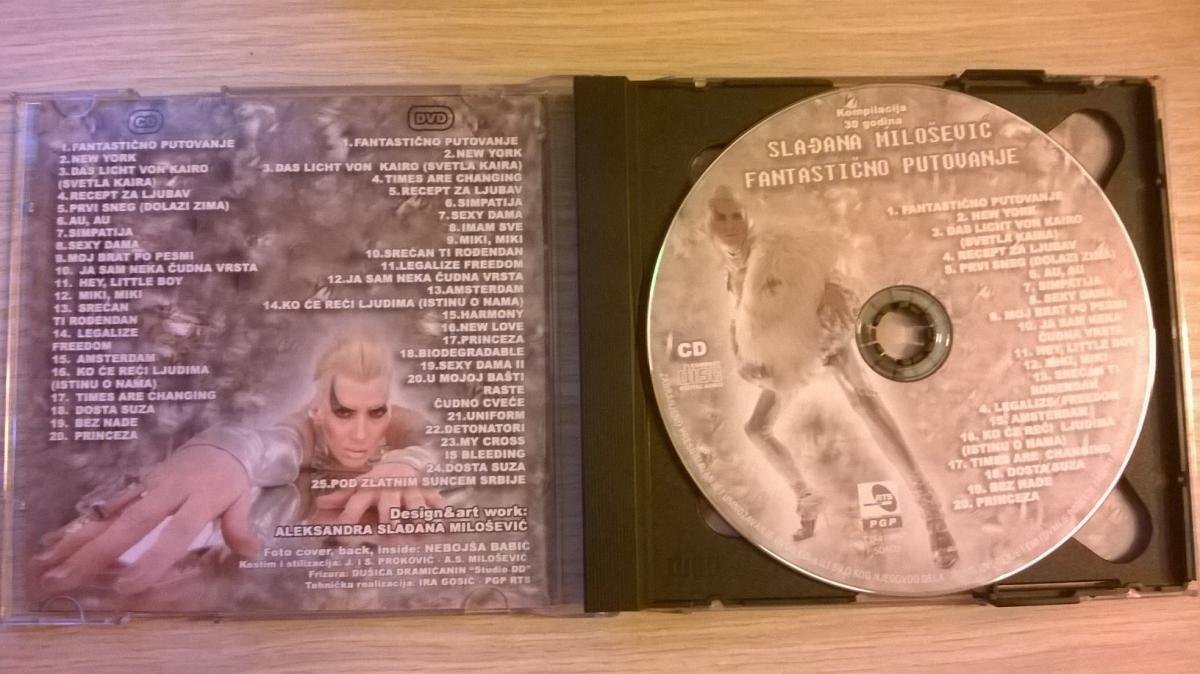 CD
1.FANTASTIČNO PUTOVANJE
2.NEW YORK
3.DAS LICHT VON KAIRO
(SVETLA KAIRA)
4.RECEPT ZA LJUBAV
5.PRVI SNEG (DOLAZI ZIMA)
6.AU, AU
7.SIMPATIJA
8.SEXY DAMA
9.MOJ BRAT PO PESMI
10. JA SAM NEKA ČUDNA VRSTA
11. HEY, LITTLE BOY
12. MIKI, MIKI
13. SREĆAN
TI ROĐENDAN
14. LEGALIZE
FREEDOM
15. AMSTERDAM
16. KO ĆE REĆI LJUDIMA
(ISTINU O NAMA)
17. TIMES ARE CHANGING
18. DOSTA SUZA
19. BEZ NADE
20. PRINCEZA
DVD
1.FANTASTIČNO PUTOVANJE
2.NEW YORK
3.DAS LICHT VON KAIRO (SVETLA KAIRA)
4.TIMES ARE CHANGING
5.RECEPT ZA LJUBAV
6.SIMPATIJA
7.SEXY DAMA
8.IMAM SVE
9.MIKI, MIKI
10.SREĆAN TI ROĐENDAN
11.LEGALIZE FREEDOM
12.JA SAM NEKA ČUDNA VRSTA
13.AMSTERDAM
14.KO ĆE REĆI LJUDIMA (ISTINU O NAMA)
15.HARMONY
16.NEW LOVE
17.PRINCEZA
18.BIODEGRADABLE
19.SEXY DAMA II
20.U MOJOJ BAŠTI
RASTE
ČUDNO CVEĆE
21.UNIFORM
22.DETONATORI
23.MY CROSS
IS BLEEDING
24.DOSTA SUZA
25.POD ZLATNIM SUNCEM SRBIJE
Design&art work:
ALEKSANDRA SLAĐANA MILOŠEVIĆ
Foto cover, back, inside: NEBOJŠA BABIĆ
Kostim i stilizacija: J. i S. PROKOVIĆ - A.S. MILOŠEVIĆ
Frizura: DUŠICA DRAMIĆANIN "Studio DD"
Tehnička realizacija: IRA GOSIĆ - PGP RTS
Kompilacija
30 godina
SLAĐANA MILOŠEVIĆ
FANTASTIČNO PUTOVANJE
1. FANTASTIČNO PUTOVANJE
2. NEW YORK
3. DAS LICHT VON KAIRO
(SVETLA KAIRA)
4. RECEPT ZA LJUBAV
5. PRVI SNEG (DOLAZI ZIMA)
6. AU, AU
7. SIMPATIJA
8. SEXY DAMA
9. MOJ BRAT PO PESMI
10. JA SAM NEKA
ČUDNA VRSTA
11. HEY, LITTLE BOY
12. MIKI, MIKI
13. SREĆAN TI
ROĐENDAN
4. LEGALIZE FREEDOM
15. AMSTERDAM
16. KO ĆE REĆI LJUDIMA
(ISTINU O NAMA)
17. TIMES ARE CHANGING
18. DOSTA SUZA
19. BEZ NADE
20. PRINCEZA
CD
COMPACT
disc
DIGITAL AUDIO
RTS
PGP
SOKOJ